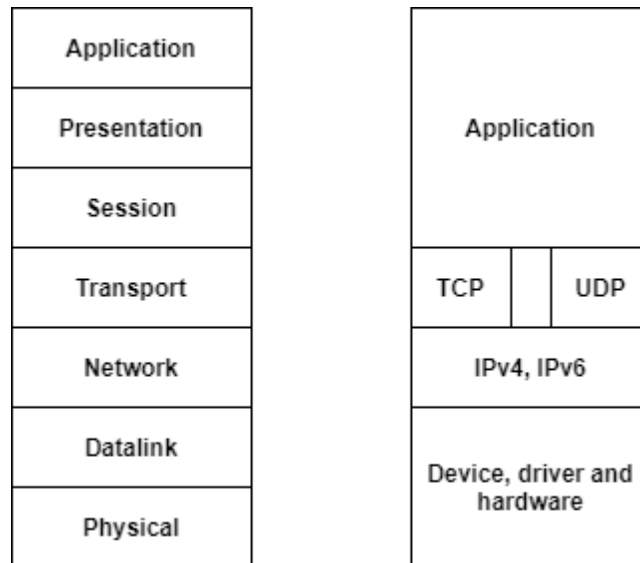 Application
Presentation
Session
Transport
Network
Datalink
Physical
Application
TCP
UDP
IPv4, IPv6
Device, driver and
hardware